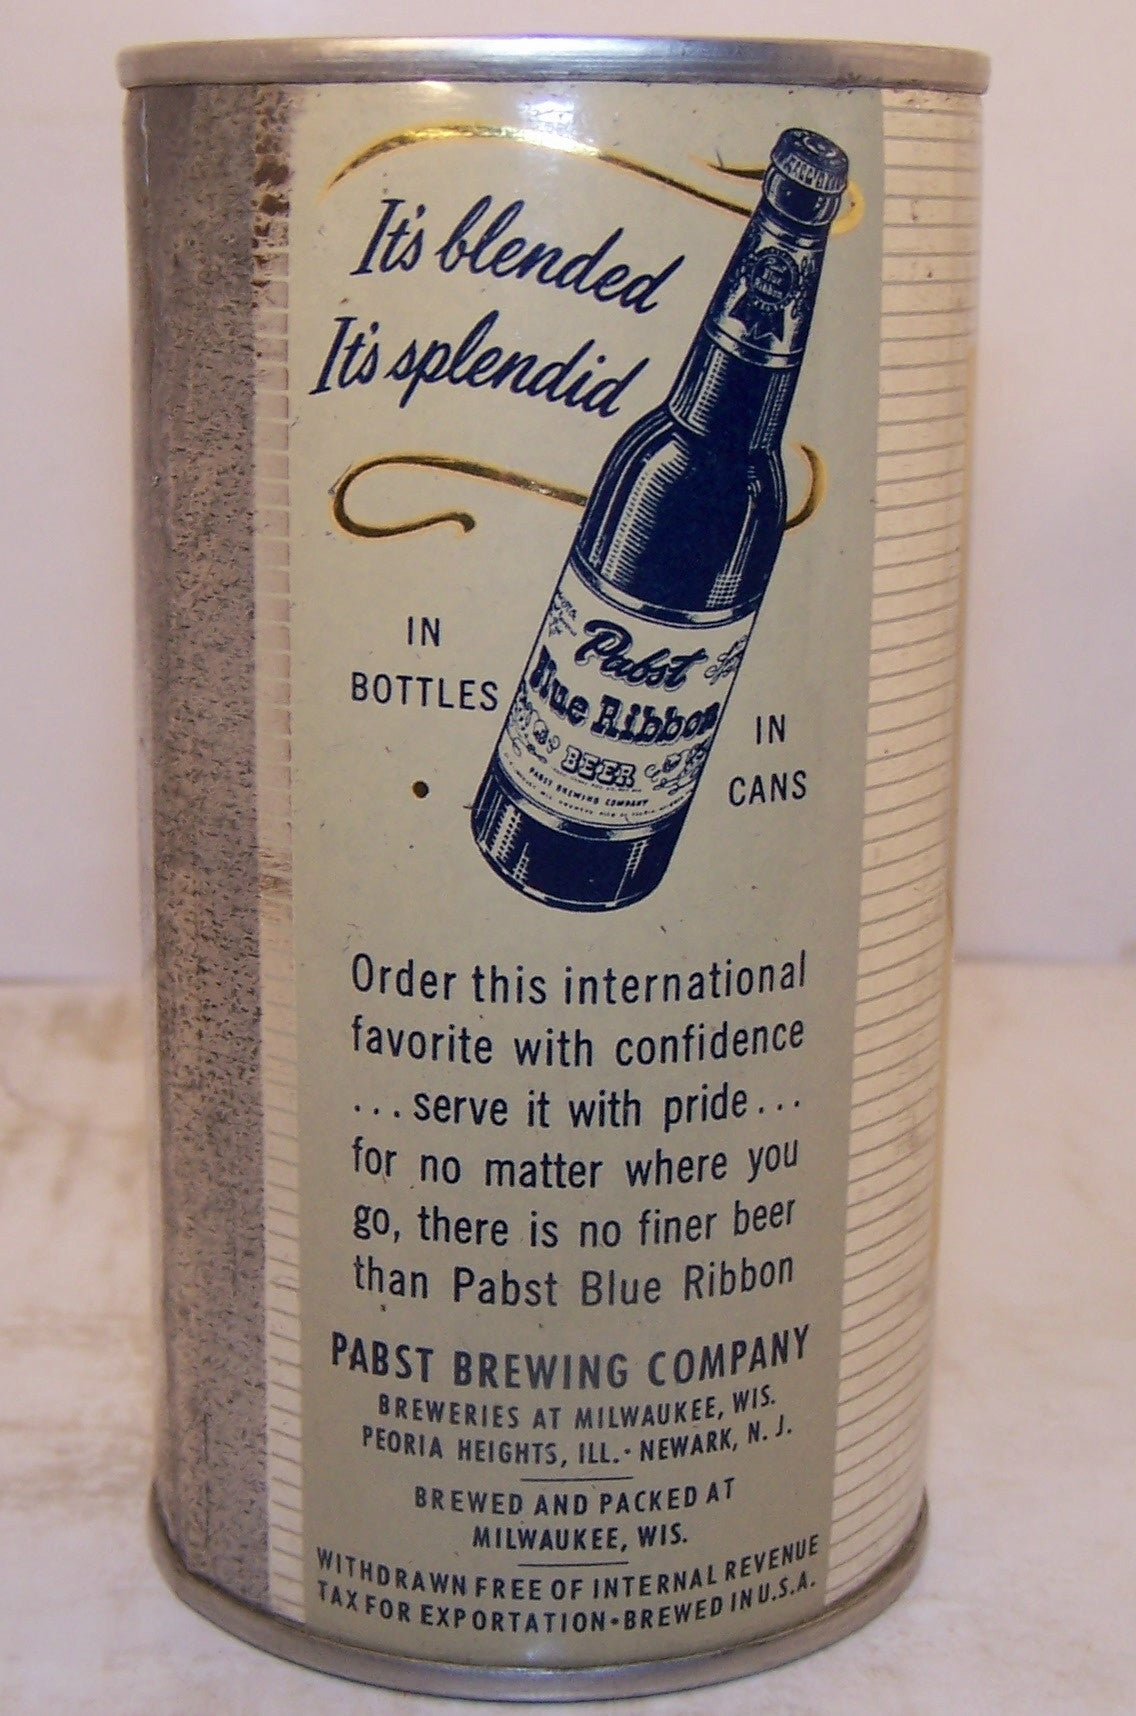 It's blended
It's splendid
IN
BOTTLES
Pabst
Blue Ribbon
BEER
PABST BREWING COMPANY
IN
CANS
Order this international
favorite with confidence
...serve it with pride...
for no matter where you
go, there is no finer beer
than Pabst Blue Ribbon
PABST BREWING COMPANY
BREWERIES AT MILWAUKEE, WIS.
PEORIA HEIGHTS, ILL. · NEWARK, N. J.
BREWED AND PACKED AT
MILWAUKEE, WIS.
WITHDRAWN FREE OF INTERNAL REVENUE
TAX FOR EXPORTATION • BREWED IN U.S.A.